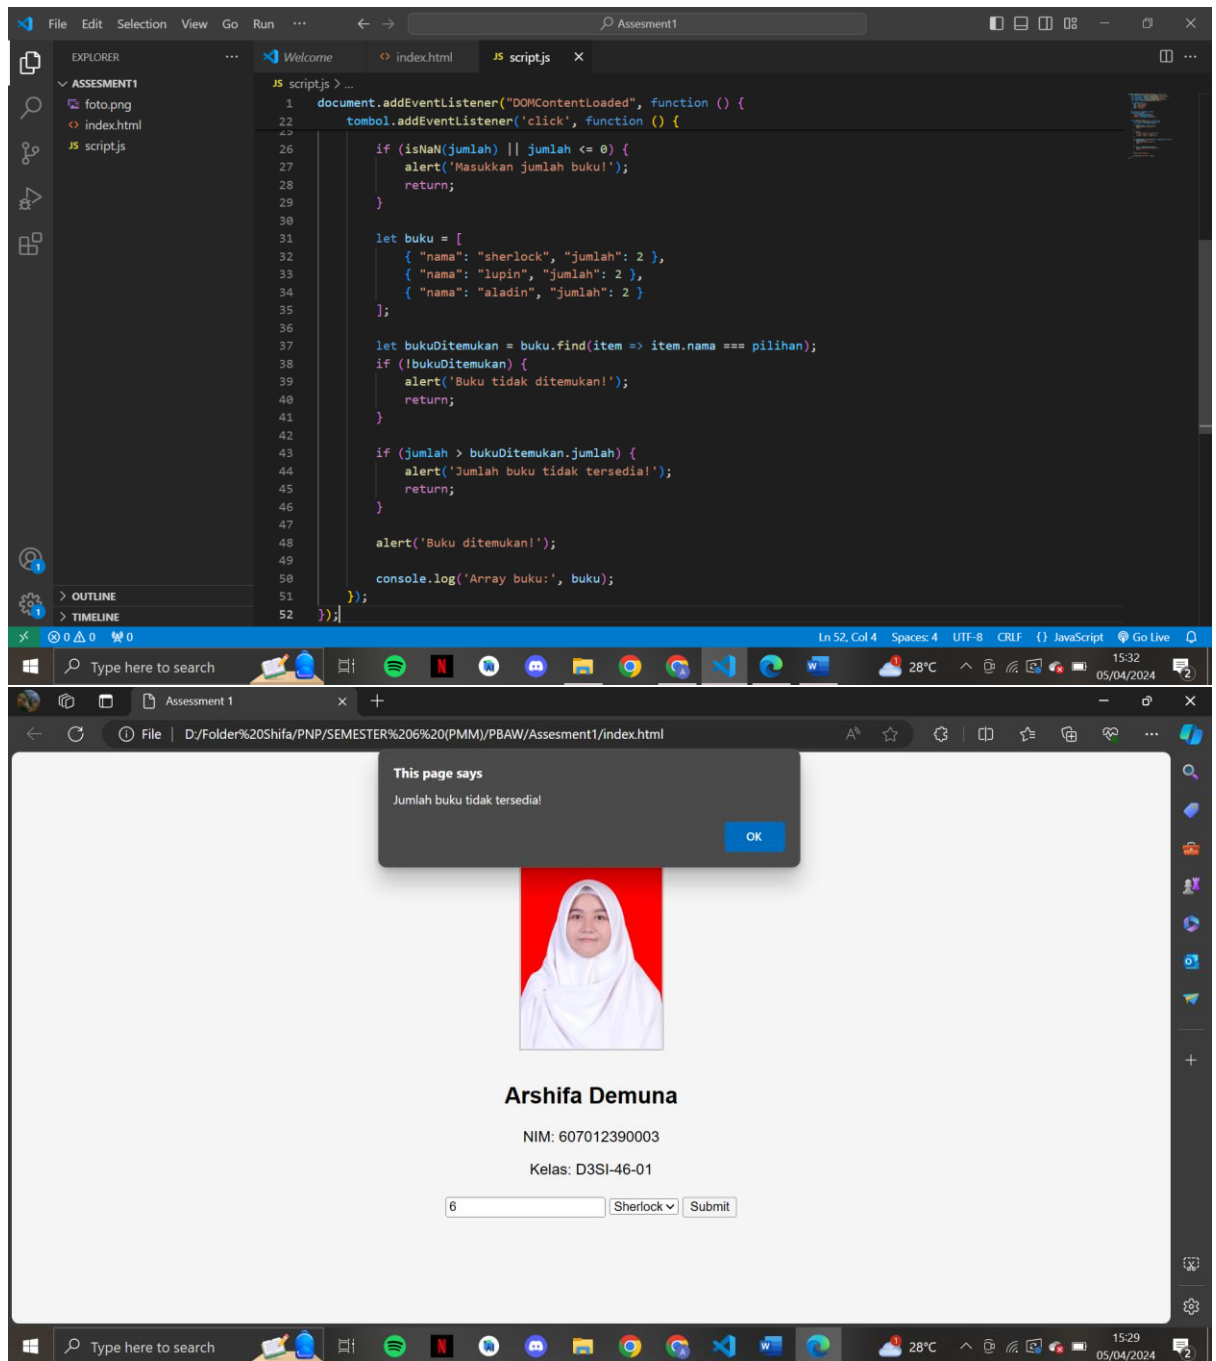 File Edit Selection View Go Run ··· Assesment1
EXPLORER ···
Welcome
index.html
JS script.js
ASSESMENT1
foto.png
index.html
JS script.js
JS script.js > ...
1 document.addEventListener("DOMContentLoaded", function () {
22 tombol.addEventListener('click', function () {
25
26 if (isNaN(jumlah) || jumlah <= 0) {
27 alert('Masukkan jumlah buku!');
28 return;
29 }
30
31 let buku = [
32 { "nama": "sherlock", "jumlah": 2 },
33 { "nama": "lupin", "jumlah": 2 },
34 { "nama": "aladin", "jumlah": 2 }
35 ];
36
37 let bukuDitemukan = buku.find(item => item.nama === pilihan);
38 if (!bukuDitemukan) {
39 alert('Buku tidak ditemukan!');
40 return;
41 }
42
43 if (jumlah > bukuDitemukan.jumlah) {
44 alert('Jumlah buku tidak tersedia!');
45 return;
46 }
47
48 alert('Buku ditemukan!');
49
50 console.log('Array buku:', buku);
51 });
52 });
1
1
OUTLINE
TIMELINE
0 0 0 Ln 52, Col 4 Spaces: 4 UTF-8 CRLF {} JavaScript Go Live
Type here to search 28°C 15:32
05/04/2024 2
Assessment 1
File | D:/Folder%20Shifa/PNP/SEMESTER%206%20(PMM)/PBAW/Assesment1/index.html
This page says
Jumlah buku tidak tersedia!
OK
Arshifa Demuna
NIM: 607012390003
Kelas: D3SI-46-01
6 Sherlock Submit
Type here to search 28°C 15:29
05/04/2024 2